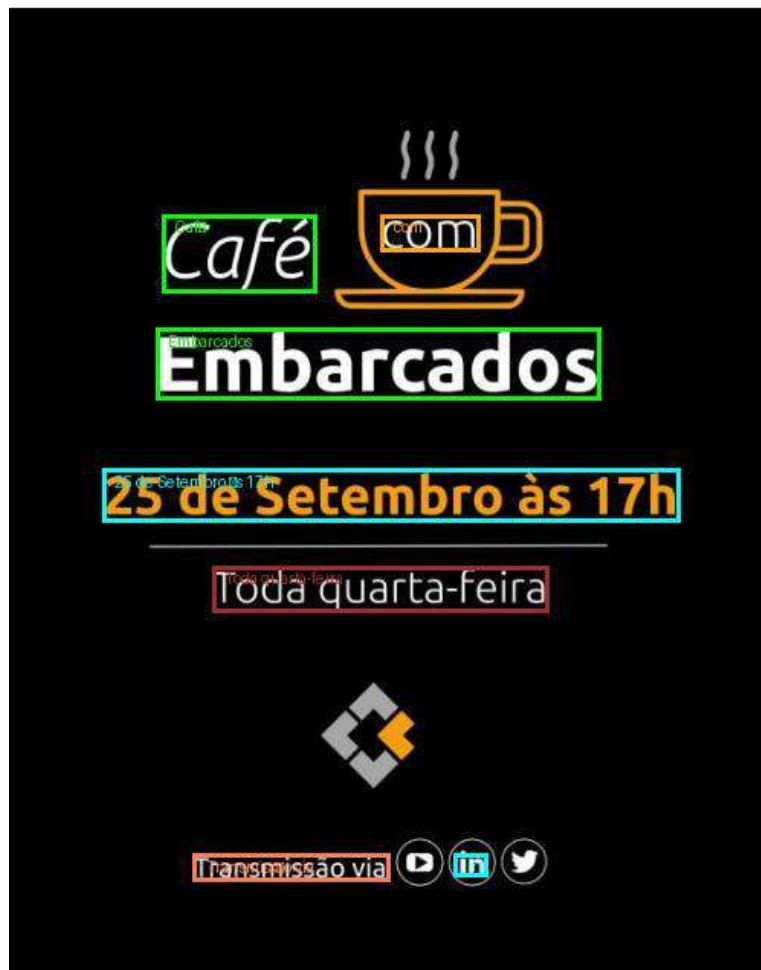 Café com
Embarcados
25 de Setembro às 17h
Toda quarta-feira
Transmissão via in